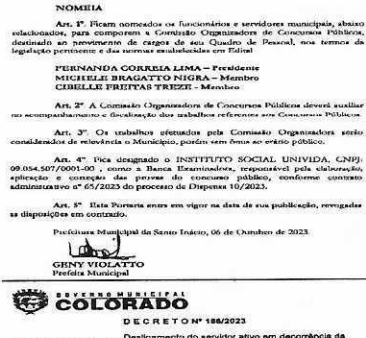 NOMEIA
Art. 1º. Ficam nomeados os funcionários e servidores municipais, abaixo
relacionados, para comporem a Comissão Organizadora de Concursos Públicos,
destinado ao provimento de cargos de seu Quadro de Pessoal, nos termos da
legislação pertinente e das normas estabelecidas em Edital
FERNANDA CORREIA LIMA – Presidente
MICHELE BRAGATTO NIGRA – Membro
CIBELLE FREITAS TREZE - Membro
Art. 2º A Comissão Organizadora de Concursos Públicos deverá auxiliar
no acompanhamento e fiscalização dos trabalhos referentes aos Concursos Públicos.
Art. 3º. Os trabalhos efetuados pela Comissão Organizadora serão
considerados de relevância o Município, porém sem ônus ao erário público.
Art. 4º Fica designado o INSTITUTO SOCIAL UNIVIDA, CNPJ:
09.054.507/0001-00 , como a Banca Examinadora, responsável pela elaboração,
aplicação e correção das provas do concurso público, conforme contrato
administrativo nº 65/2023 do processo de Dispensa 10/2023.
Art. 5º Esta Portaria entra em vigor na data de sua publicação, revogadas
as disposições em contrário.
Prefeitura Municipal da Santo Inácio, 06 de Outubro de 2023.
GENY VIOLATTO
Prefeita Municipal
GOVERNO MUNICIPAL
COLORADO
DECRETO Nº 186/2023
Desligamento do servidor ativo em decorrência da